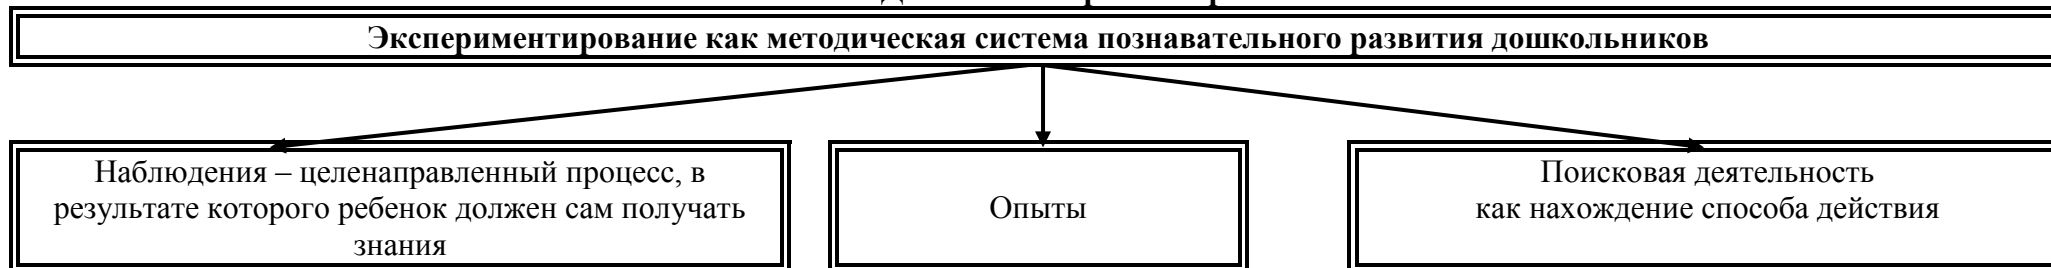 Экспериментирование как методическая система познавательного развития дошкольников
Наблюдения – целенаправленный процесс, в
результате которого ребенок должен сам получать
знания
Опыты
Поисковая деятельность
как нахождение способа действия